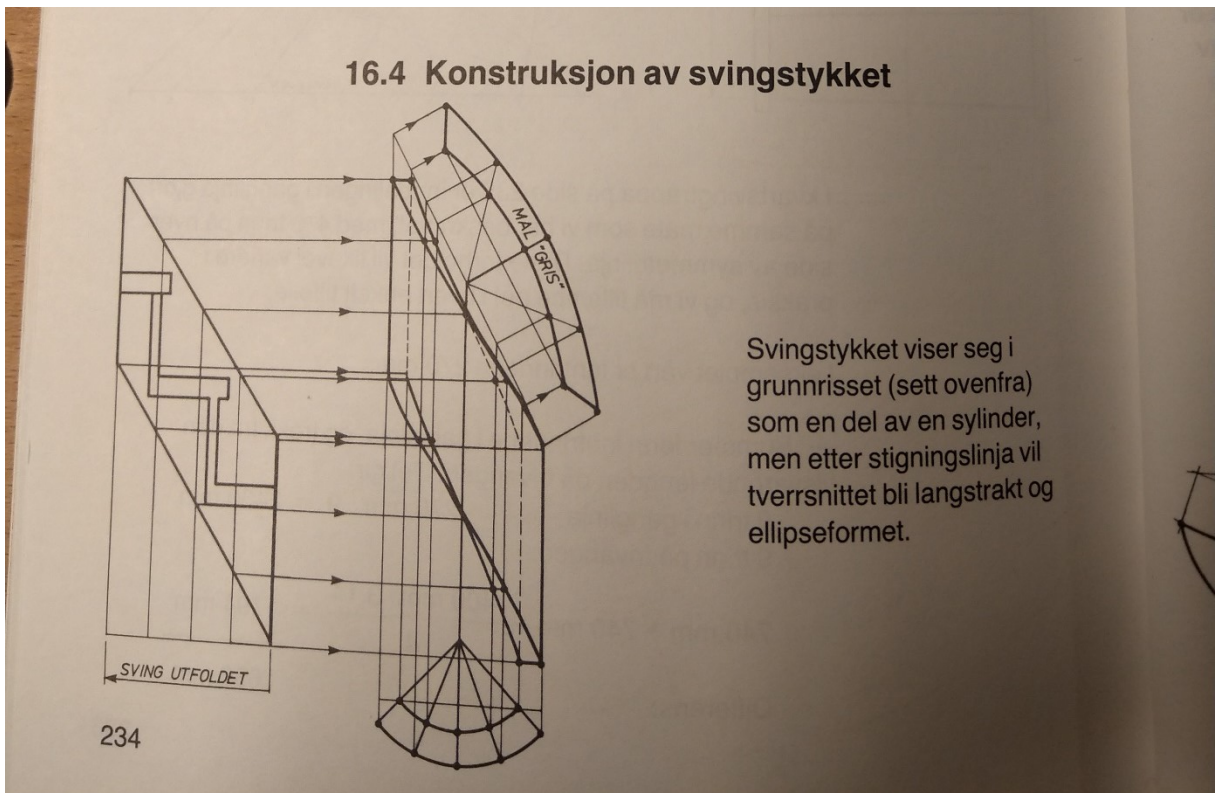 16.4 Konstruksjon av svingstykket
MAL "GRIS"
Svingstykket viser seg i
grunnrisset (sett ovenfra)
som en del av en sylinder,
men etter stigningslinja vil
tverrsnittet bli langstrakt og
ellipseformet.
SVING UTFOLDET
234